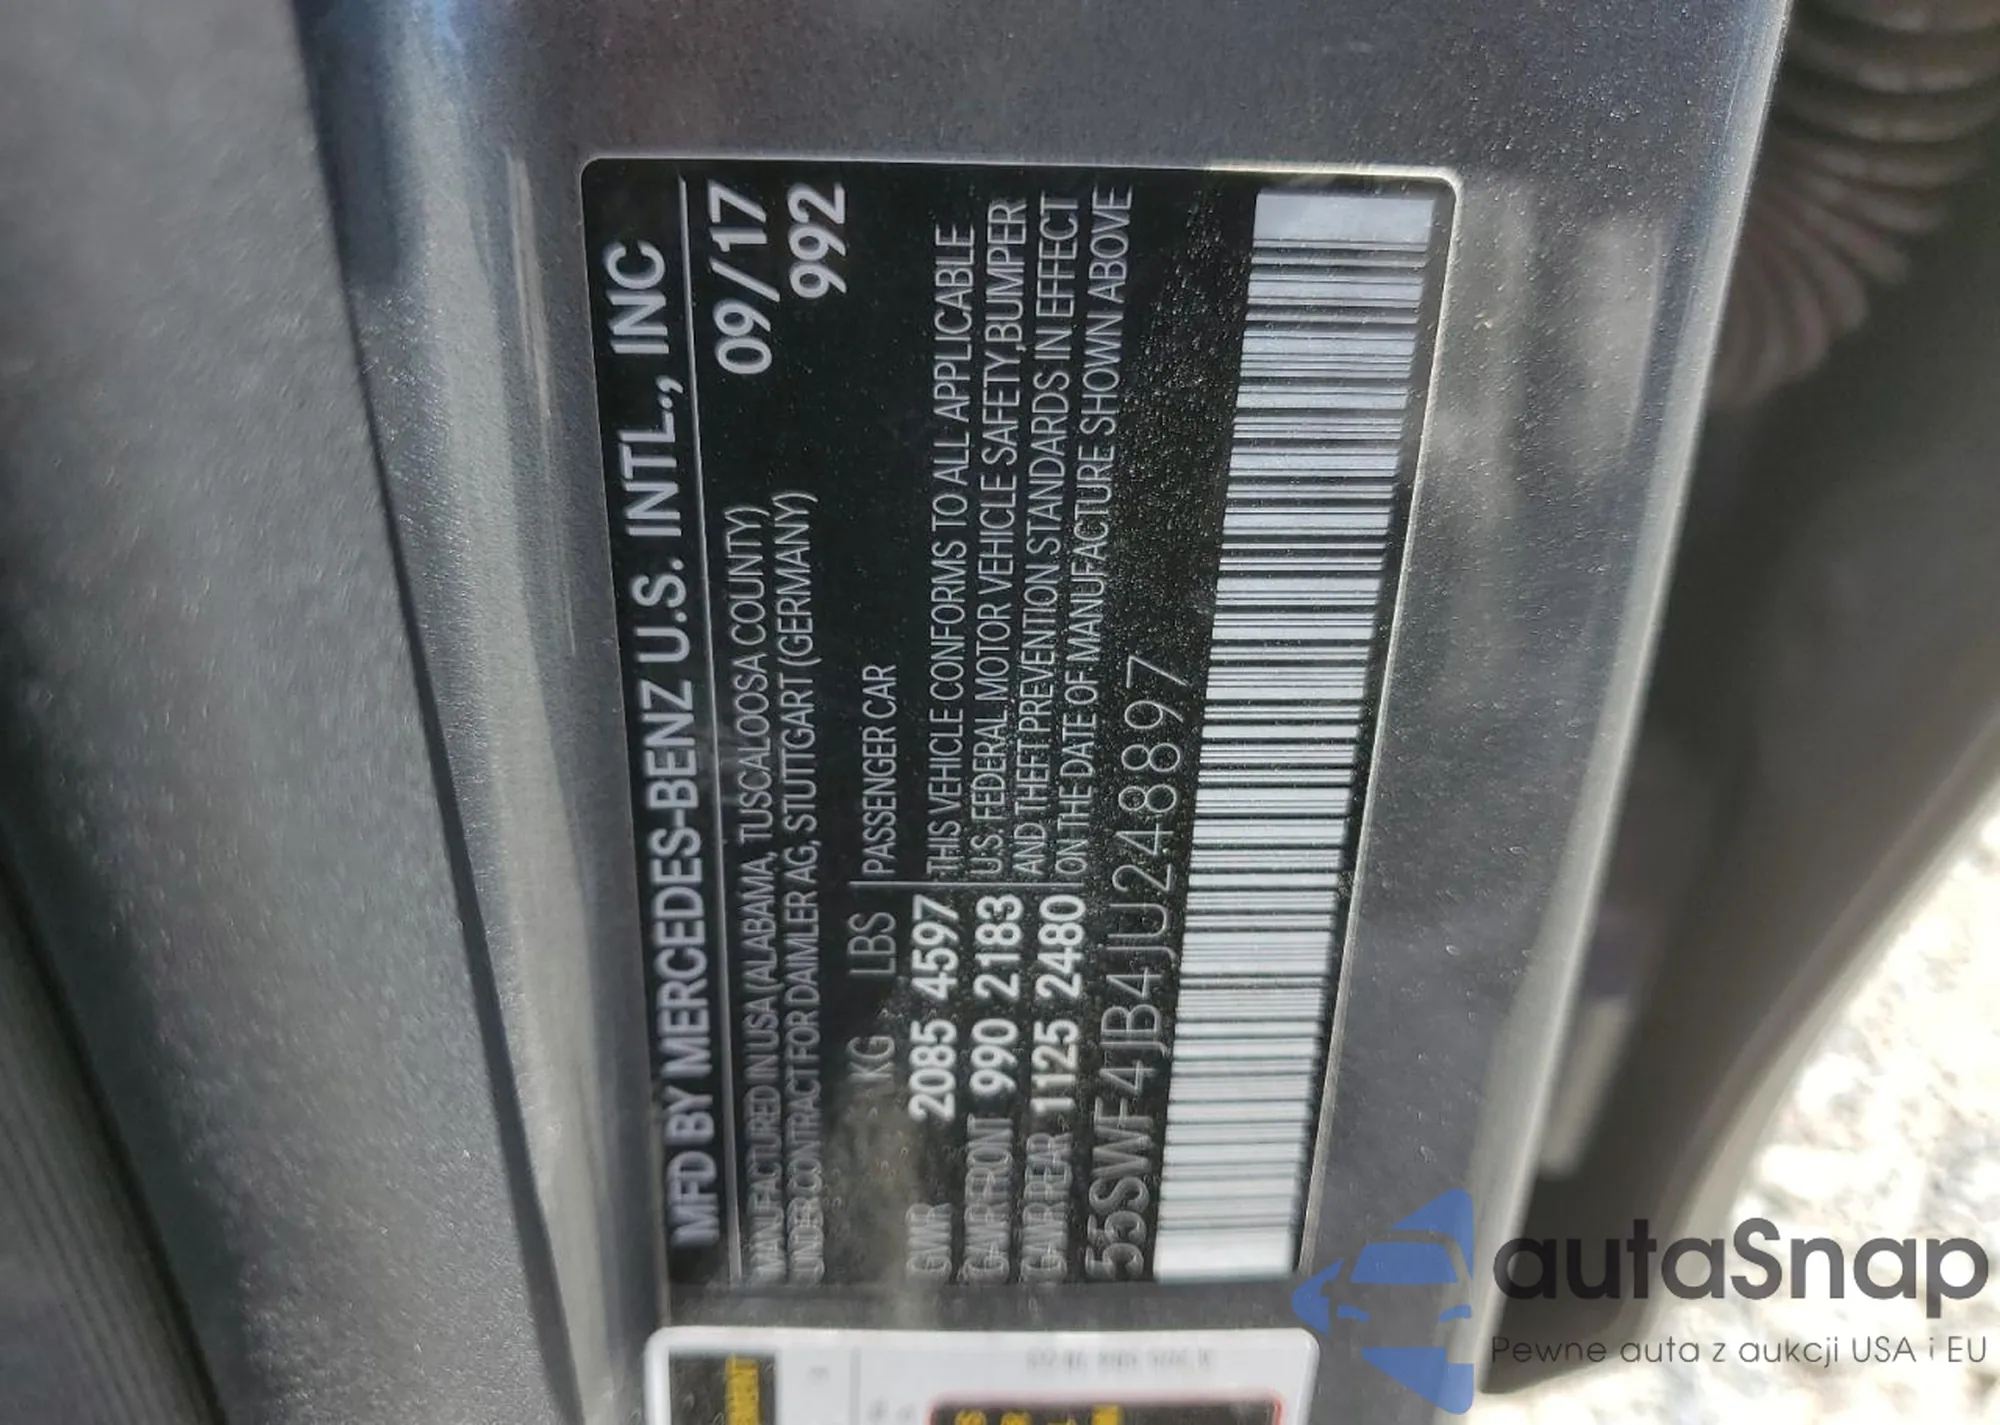 MFD BY MERCEDES-BENZ U.S. INTL., INC
MANUFACTURED IN USA (ALABAMA, TUSCALOOSA COUNTY) 09/17
UNDER CONTRACT FOR DAIMLER AG, STUTTGART (GERMANY) 992
KG LBS PASSENGER CAR
GVWR 2085 4597 THIS VEHICLE CONFORMS TO ALL APPLICABLE
GAWR FRONT 990 2183 U.S. FEDERAL MOTOR VEHICLE SAFETY, BUMPER
GAWR REAR 1125 2480 AND THEFT PREVENTION STANDARDS IN EFFECT
ON THE DATE OF MANUFACTURE SHOWN ABOVE
55SWF4JB4JU248897
autaSnap
Pewne auta z aukcji USA i EU